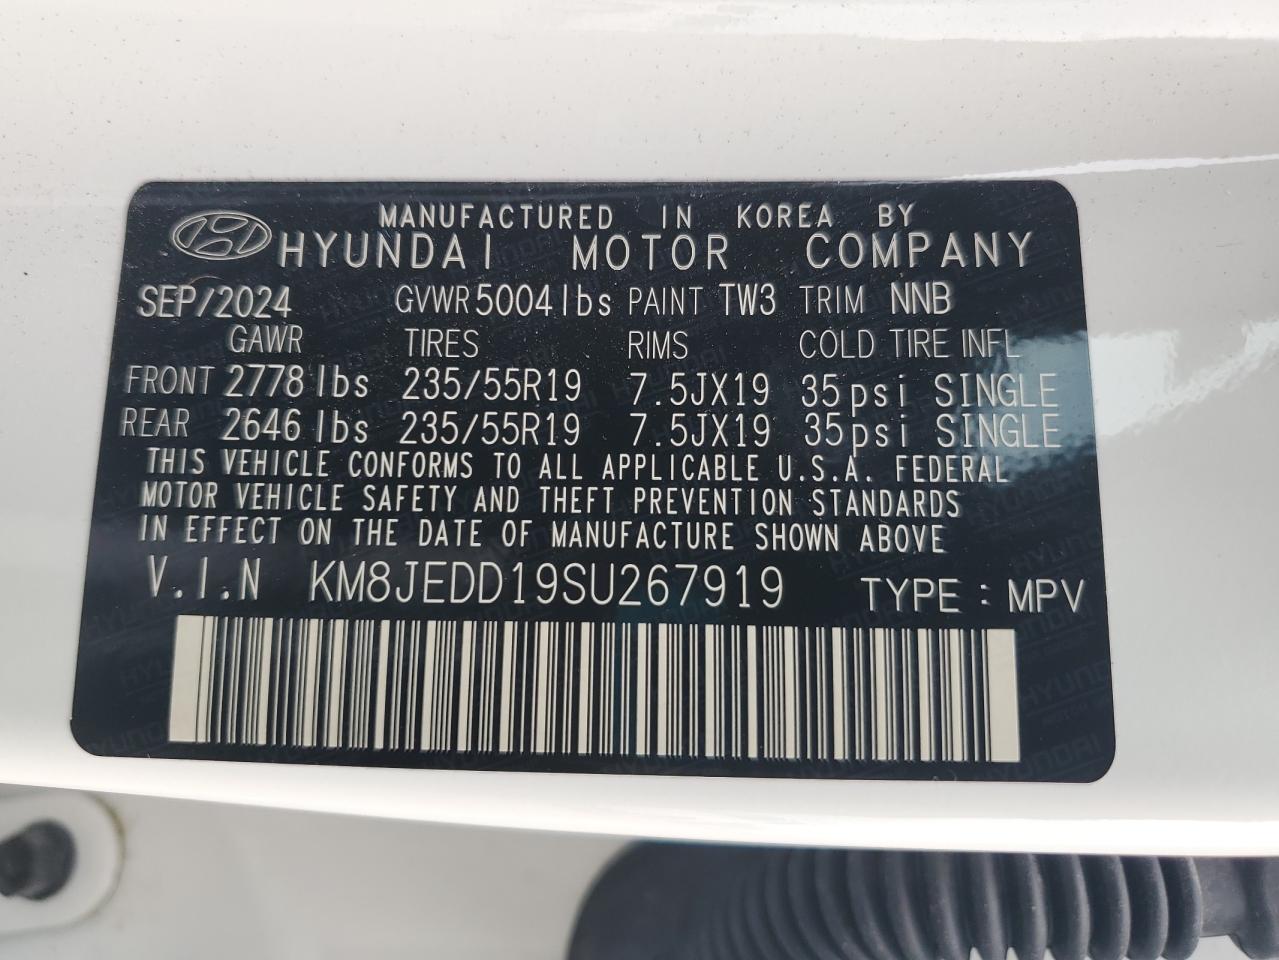 MANUFACTURED IN KOREA BY
HYUNDAI MOTOR COMPANY
SEP/2024 GVWR 5004lbs PAINT TW3 TRIM NNB
GAWR TIRES RIMS COLD TIRE INFL
FRONT 2778 lbs 235/55R19 7.5JX19 35psi SINGLE
REAR 2646 lbs 235/55R19 7.5JX19 35psi SINGLE
THIS VEHICLE CONFORMS TO ALL APPLICABLE U.S.A. FEDERAL
MOTOR VEHICLE SAFETY AND THEFT PREVENTION STANDARDS
IN EFFECT ON THE DATE OF MANUFACTURE SHOWN ABOVE
V.I.N KM8JEDD19SU267919 TYPE : MPV